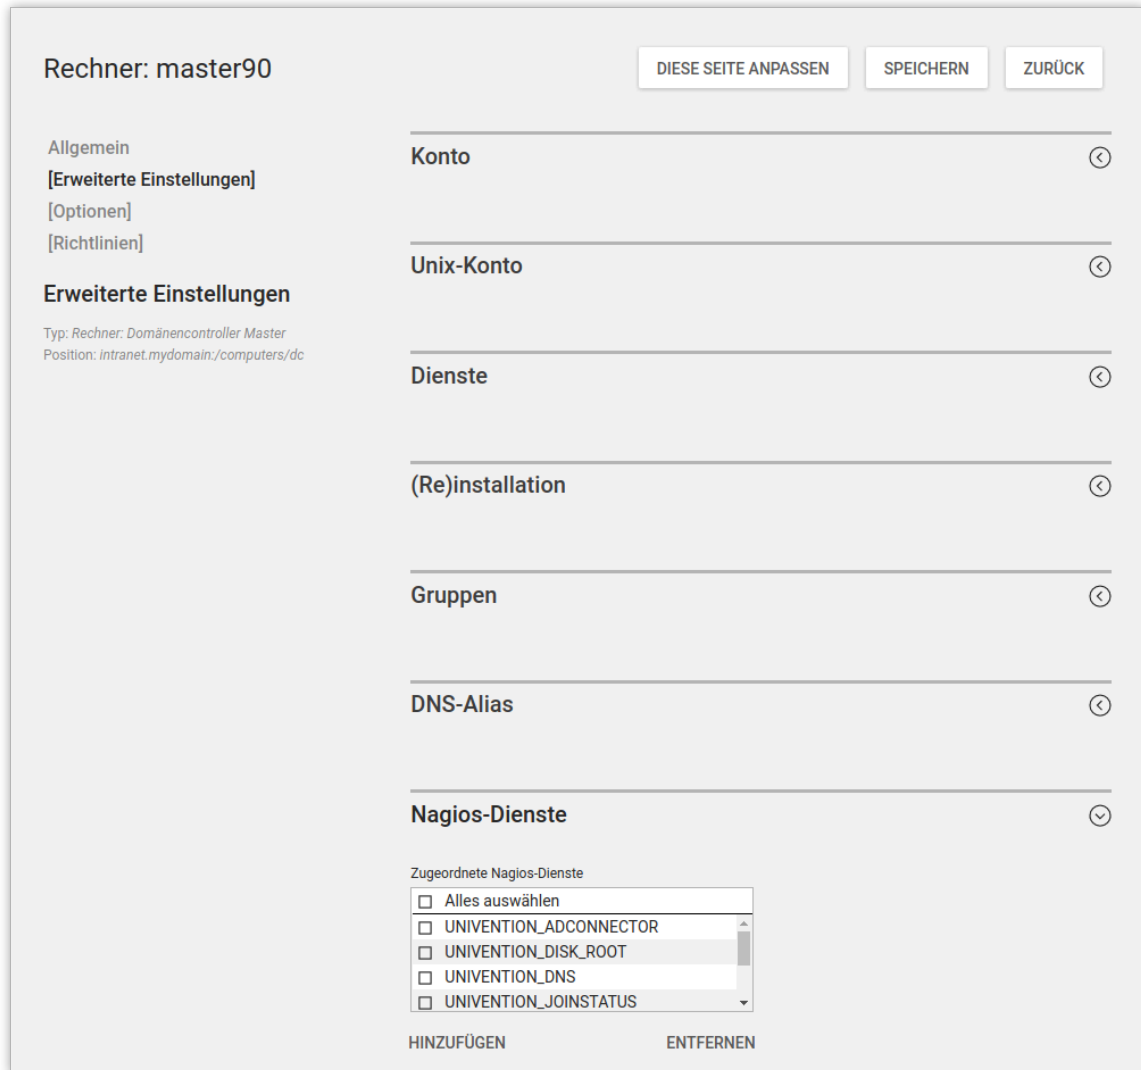 Rechner: master90
DIESE SEITE ANPASSEN
SPEICHERN
ZURÜCK
Allgemein
[Erweiterte Einstellungen]
[Optionen]
[Richtlinien]
Erweiterte Einstellungen
Typ: Rechner: Domänencontroller Master
Position: intranet.mydomain:/computers/dc
Konto
Unix-Konto
Dienste
(Re)installation
Gruppen
DNS-Alias
Nagios-Dienste
Zugeordnete Nagios-Dienste
Alles auswählen
UNIVENTION_ADCONNECTOR
UNIVENTION_DISK_ROOT
UNIVENTION_DNS
UNIVENTION_JOINSTATUS
HINZUFÜGEN
ENTFERNEN